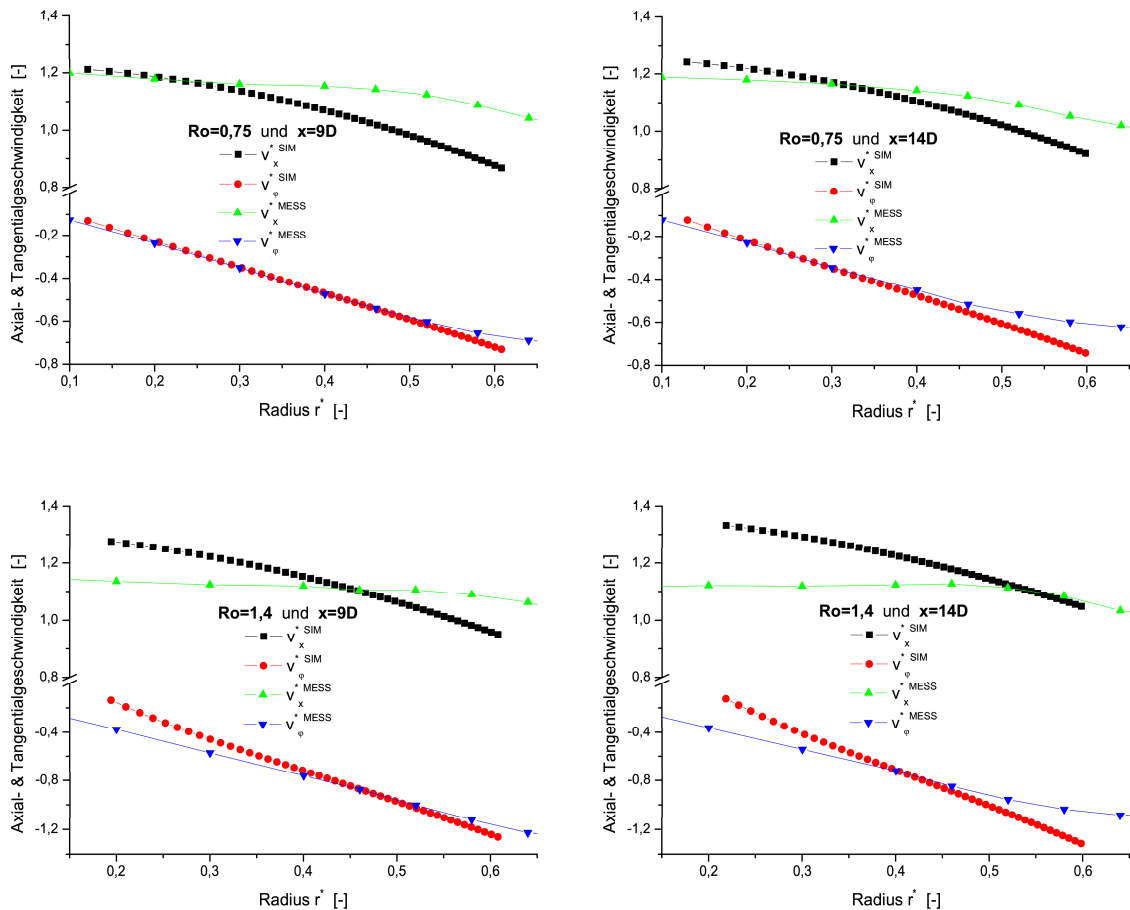 1,4
1,2
1,0
0,8
-0,2
-0,4
-0,6
-0,8
Axial- & Tangentialgeschwindigkeit [-]
Ro=0,75 und x=9D
v*SIM x
v*SIM φ
v*MESS x
v*MESS φ
0,1 0,2 0,3 0,4 0,5 0,6
Radius r* [-]
1,4
1,2
1,0
0,8
-0,2
-0,4
-0,6
-0,8
Axial- & Tangentialgeschwindigkeit [-]
Ro=0,75 und x=14D
v*SIM x
v*SIM φ
v*MESS x
v*MESS φ
0,1 0,2 0,3 0,4 0,5 0,6
Radius r* [-]
1,4
1,2
1,0
0,8
-0,4
-0,8
-1,2
Axial- & Tangentialgeschwindigkeit [-]
Ro=1,4 und x=9D
v*SIM x
v*SIM φ
v*MESS x
v*MESS φ
0,2 0,3 0,4 0,5 0,6
Radius r* [-]
1,4
1,2
1,0
0,8
-0,4
-0,8
-1,2
Axial- & Tangentialgeschwindigkeit [-]
Ro=1,4 und x=14D
v*SIM x
v*SIM φ
v*MESS x
v*MESS φ
0,2 0,3 0,4 0,5 0,6
Radius r* [-]